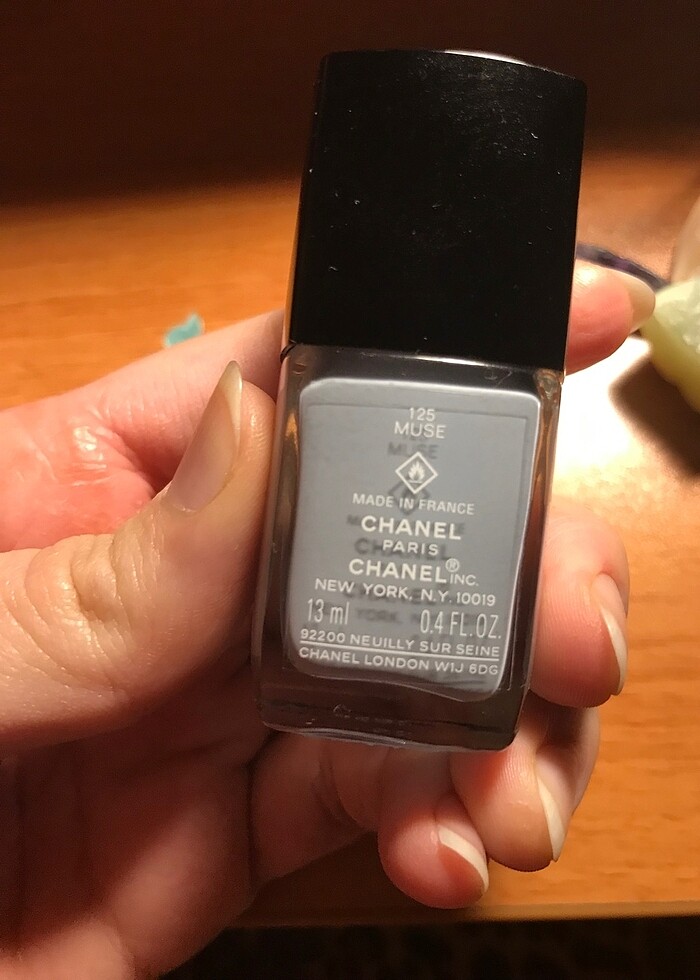 125
MUSE
MADE IN FRANCE
CHANEL
PARIS
CHANEL® INC.
NEW YORK, N.Y. 10019
13 ml 0.4 FL.OZ.
92200 NEUILLY SUR SEINE
CHANEL LONDON W1J 6DG